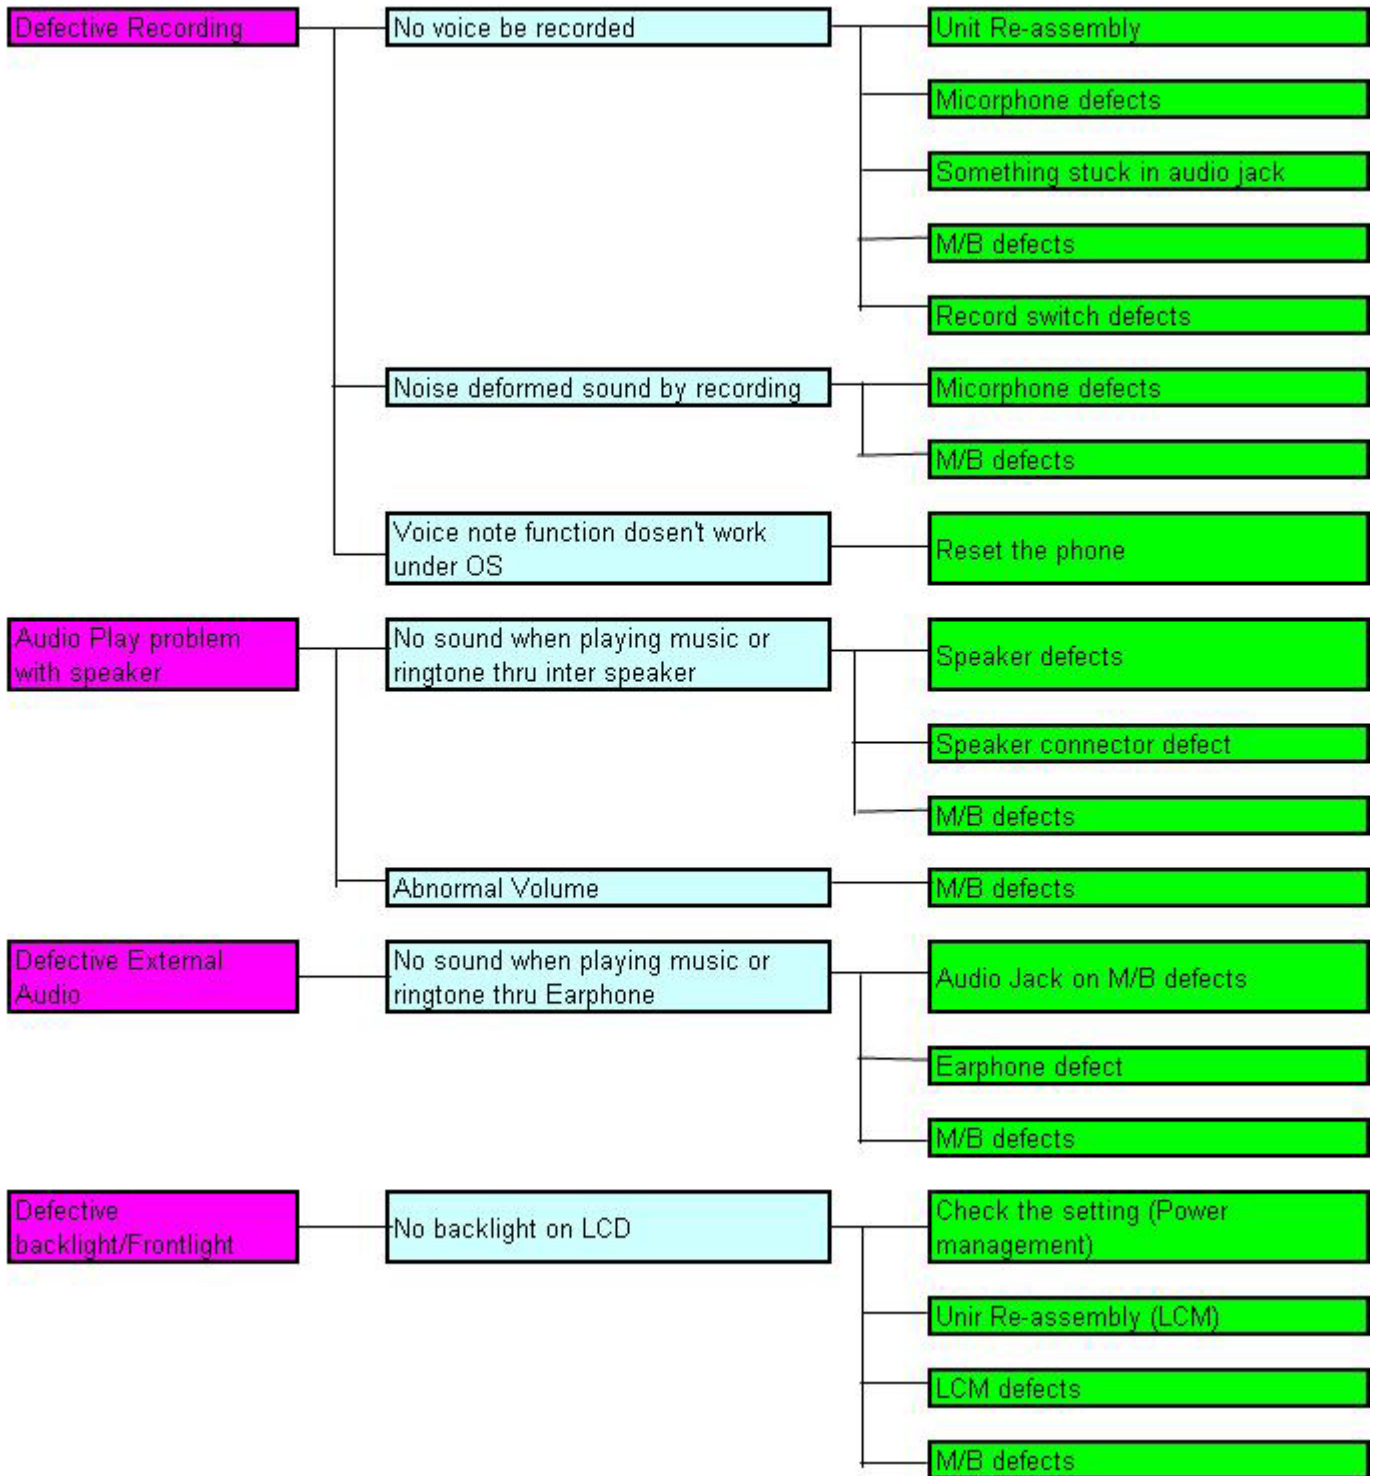 Defective Recording
No voice be recorded
Unit Re-assembly
Micorphone defects
Something stuck in audio jack
M/B defects
Record switch defects
Noise deformed sound by recording
Micorphone defects
M/B defects
Voice note function dosen't work
under OS
Reset the phone
Audio Play problem
with speaker
No sound when playing music or
ringtone thru inter speaker
Speaker defects
Speaker connector defect
M/B defects
Abnormal Volume
M/B defects
Defective External
Audio
No sound when playing music or
ringtone thru Earphone
Audio Jack on M/B defects
Earphone defect
M/B defects
Defective
backlight/Frontlight
No backlight on LCD
Check the setting (Power
management)
Unir Re-assembly (LCM)
LCM defects
M/B defects